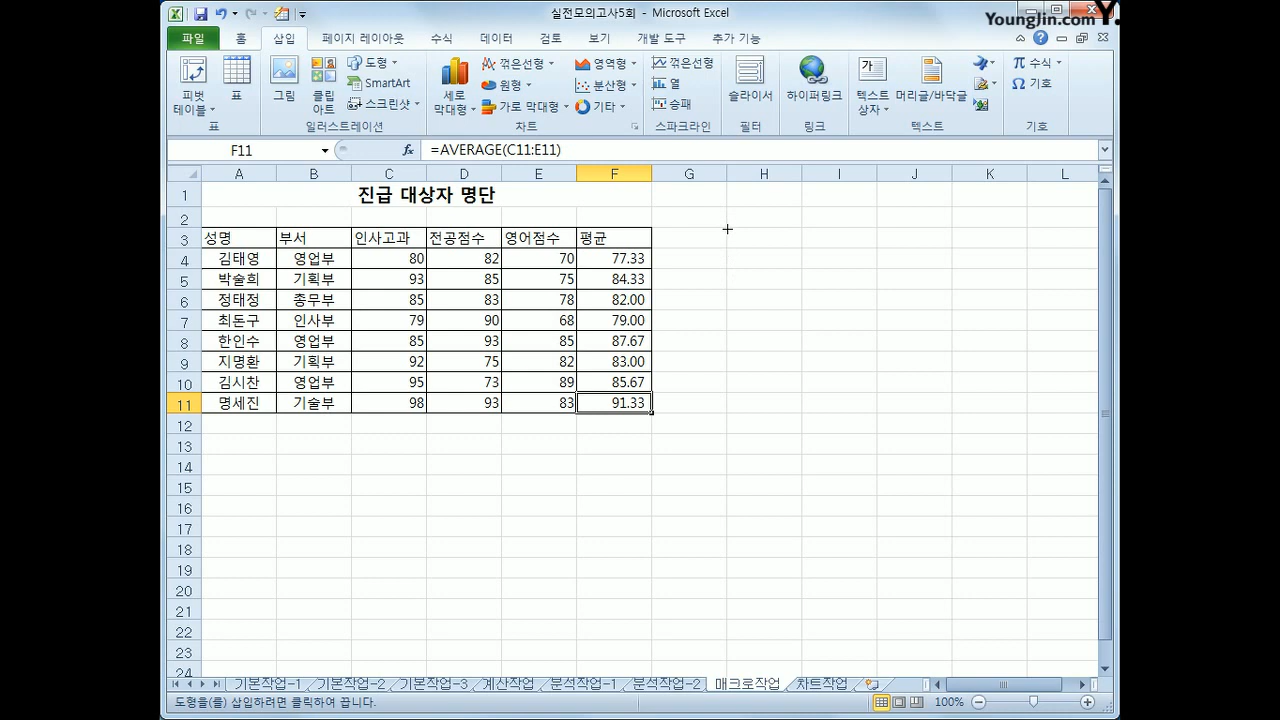 실전모의고사5회 - Microsoft Excel
YoungJin.com Y.
파일 홈 삽입 페이지 레이아웃 수식 데이터 검토 보기 개발 도구 추가 기능
피벗 테이블 표 그림 클립 아트 도형 SmartArt 스크린샷 세로 막대형 꺾은선형 원형 가로 막대형 영역형 분산형 기타 꺾은선형 열 승패 슬라이서 하이퍼링크 텍스트 상자 머리글/바닥글 수식 기호
표 일러스트레이션 차트 스파크라인 필터 링크 텍스트 기호
F11 fx =AVERAGE(C11:E11)
A B C D E F G H I J K L
1 진급 대상자 명단
2
3 성명 부서 인사고과 전공점수 영어점수 평균
4 김태영 영업부 80 82 70 77.33
5 박술희 기획부 93 85 75 84.33
6 정태정 총무부 85 83 78 82.00
7 최돈구 인사부 79 90 68 79.00
8 한인수 영업부 85 93 85 87.67
9 지명환 기획부 92 75 82 83.00
10 김시찬 영업부 95 73 89 85.67
11 명세진 기술부 98 93 83 91.33
12
13
14
15
16
17
18
19
20
21
22
23
24
기본작업-1 기본작업-2 기본작업-3 계산작업 분석작업-1 분석작업-2 매크로작업 차트작업
도형을(를) 삽입하려면 클릭하여 끕니다. 100%